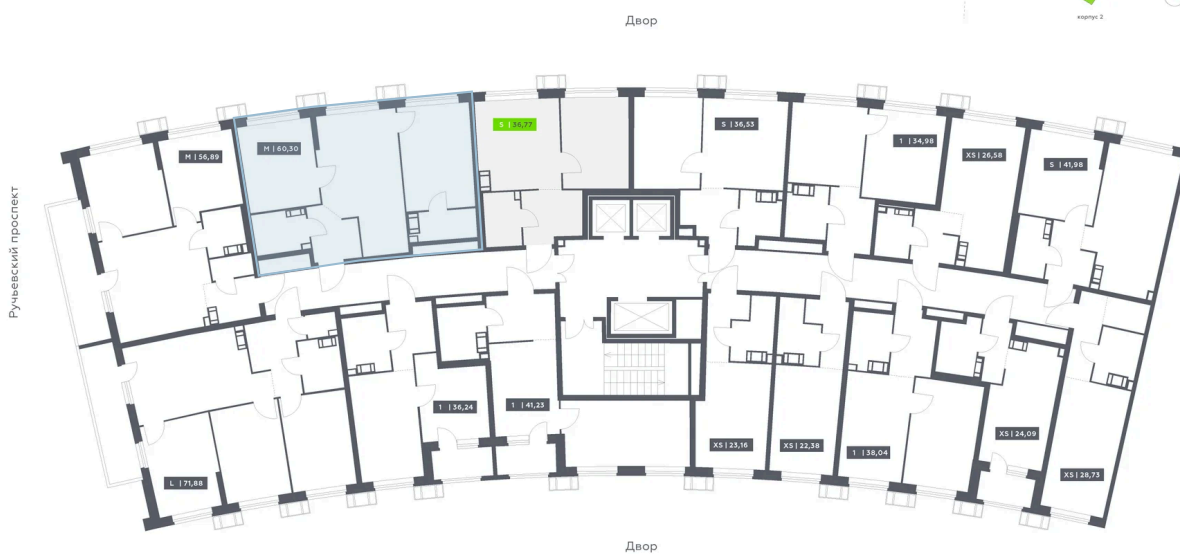 Двор
корпус 2
Ручьевский проспект
M | 56,89
M | 60,30
S | 36,77
S | 36,53
1 | 34,98
XS | 26,58
S | 41,98
L | 71,88
1 | 36,24
1 | 41,23
XS | 23,16
XS | 22,38
1 | 38,04
XS | 24,09
XS | 28,73
Двор